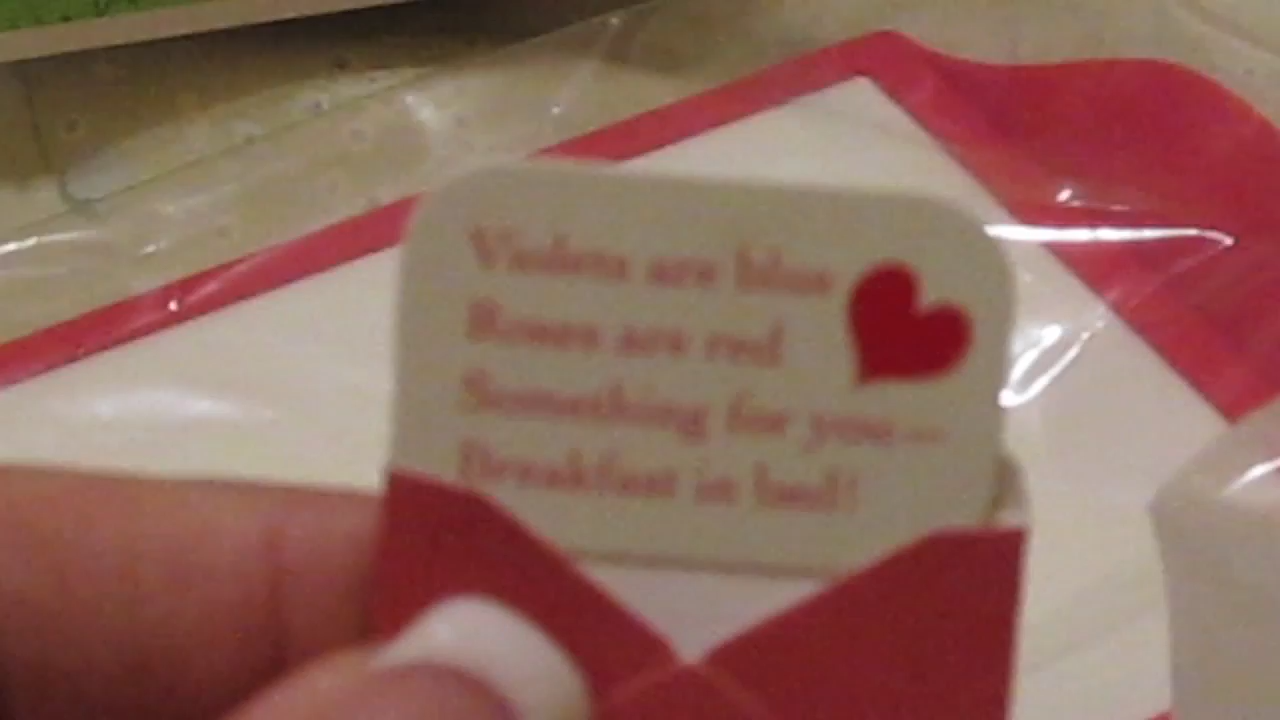 Violets are blue
Roses are red
Something for you—
Breakfast in bed!